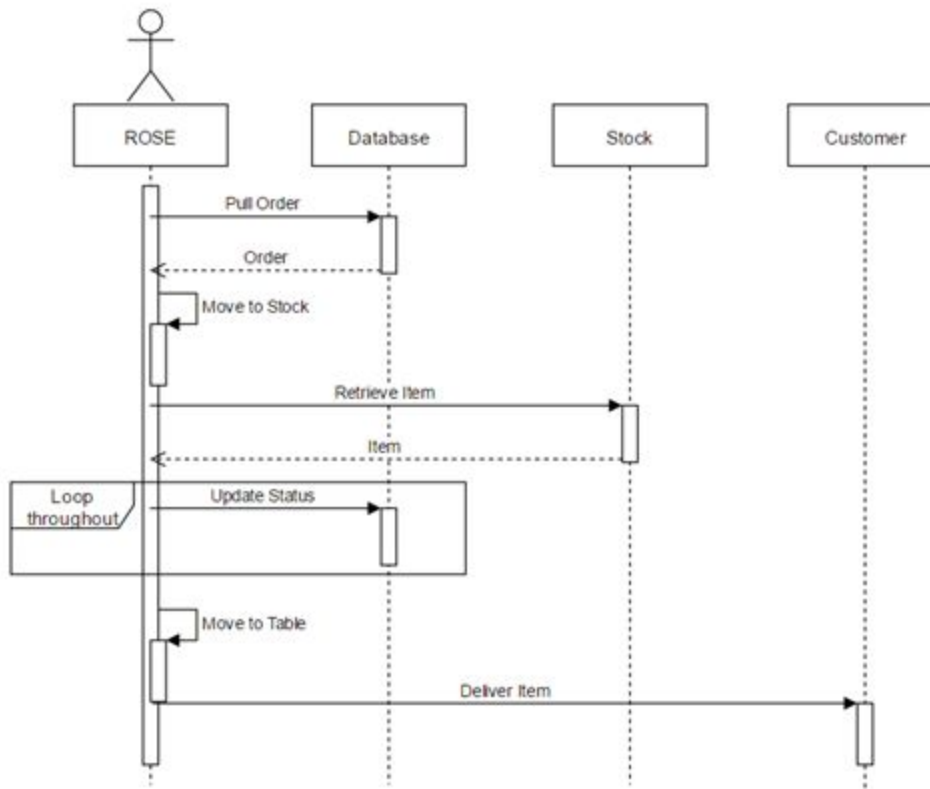 ROSE
Database
Stock
Customer
Pull Order
Order
Move to Stock
Retrieve Item
Item
Loop
throughout
Update Status
Move to Table
Deliver Item